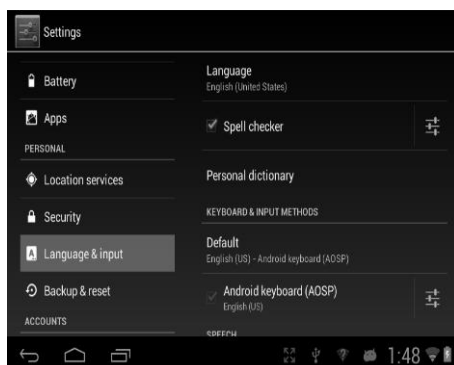 Settings
Battery
Apps
PERSONAL
Location services
Security
Language & input
Backup & reset
ACCOUNTS
Language
English (United States)
Spell checker
Personal dictionary
KEYBOARD & INPUT METHODS
Default
English (US) - Android keyboard (AOSP)
Android keyboard (AOSP)
English (US)
SPEECH
1:48